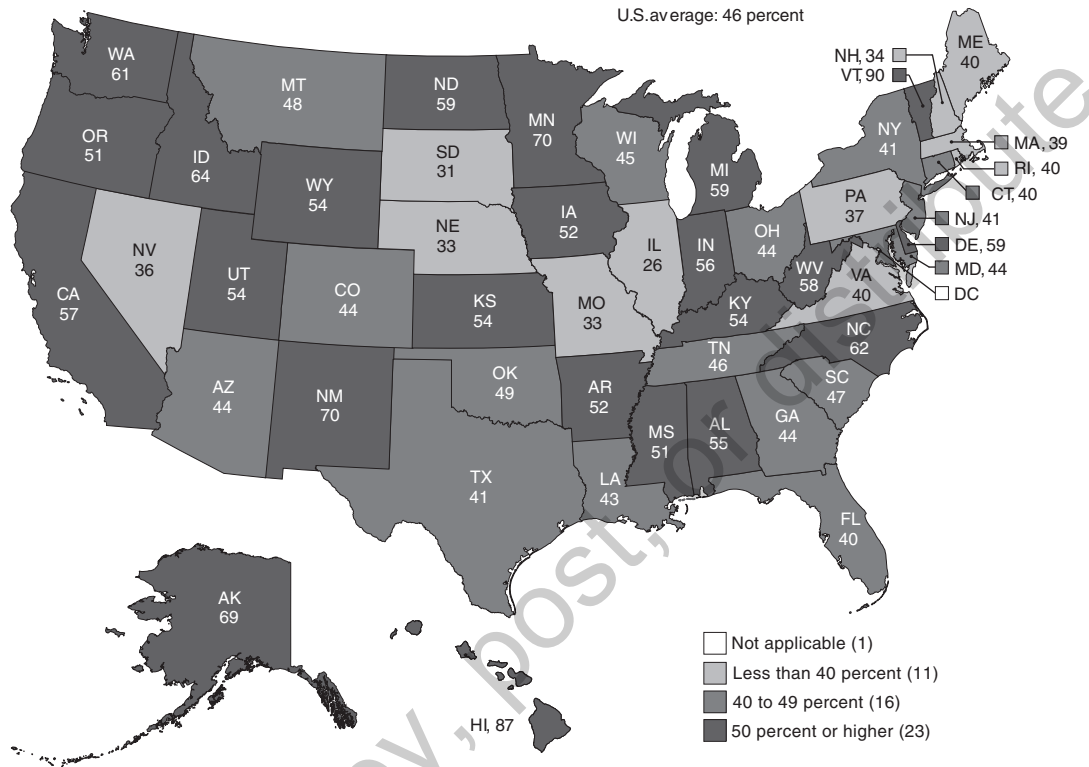 U.S. average: 46 percent
WA
61
MT
48
ND
59
MN
70
WI
45
MI
59
NY
41
NH, 34
VT, 90
ME
40
MA, 39
RI, 40
CT, 40
NJ, 41
DE, 59
MD, 44
DC
OR
51
ID
64
WY
54
SD
31
NE
33
IA
52
IL
26
IN
56
OH
44
PA
37
WV
58
VA
40
NV
36
UT
54
CO
44
KS
54
MO
33
KY
54
NC
62
TN
46
SC
47
CA
57
AZ
44
NM
70
OK
49
AR
52
MS
51
AL
55
GA
44
TX
41
LA
43
FL
40
AK
69
HI, 87
Not applicable (1)
Less than 40 percent (11)
40 to 49 percent (16)
50 percent or higher (23)
post, or distribute